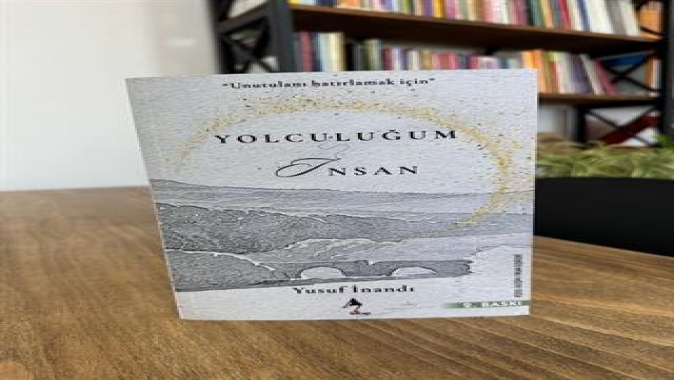 "Unutulanı hatırlamak için"
YOLCULUĞUM
İNSAN
Yusuf İnandı
9. BASKI